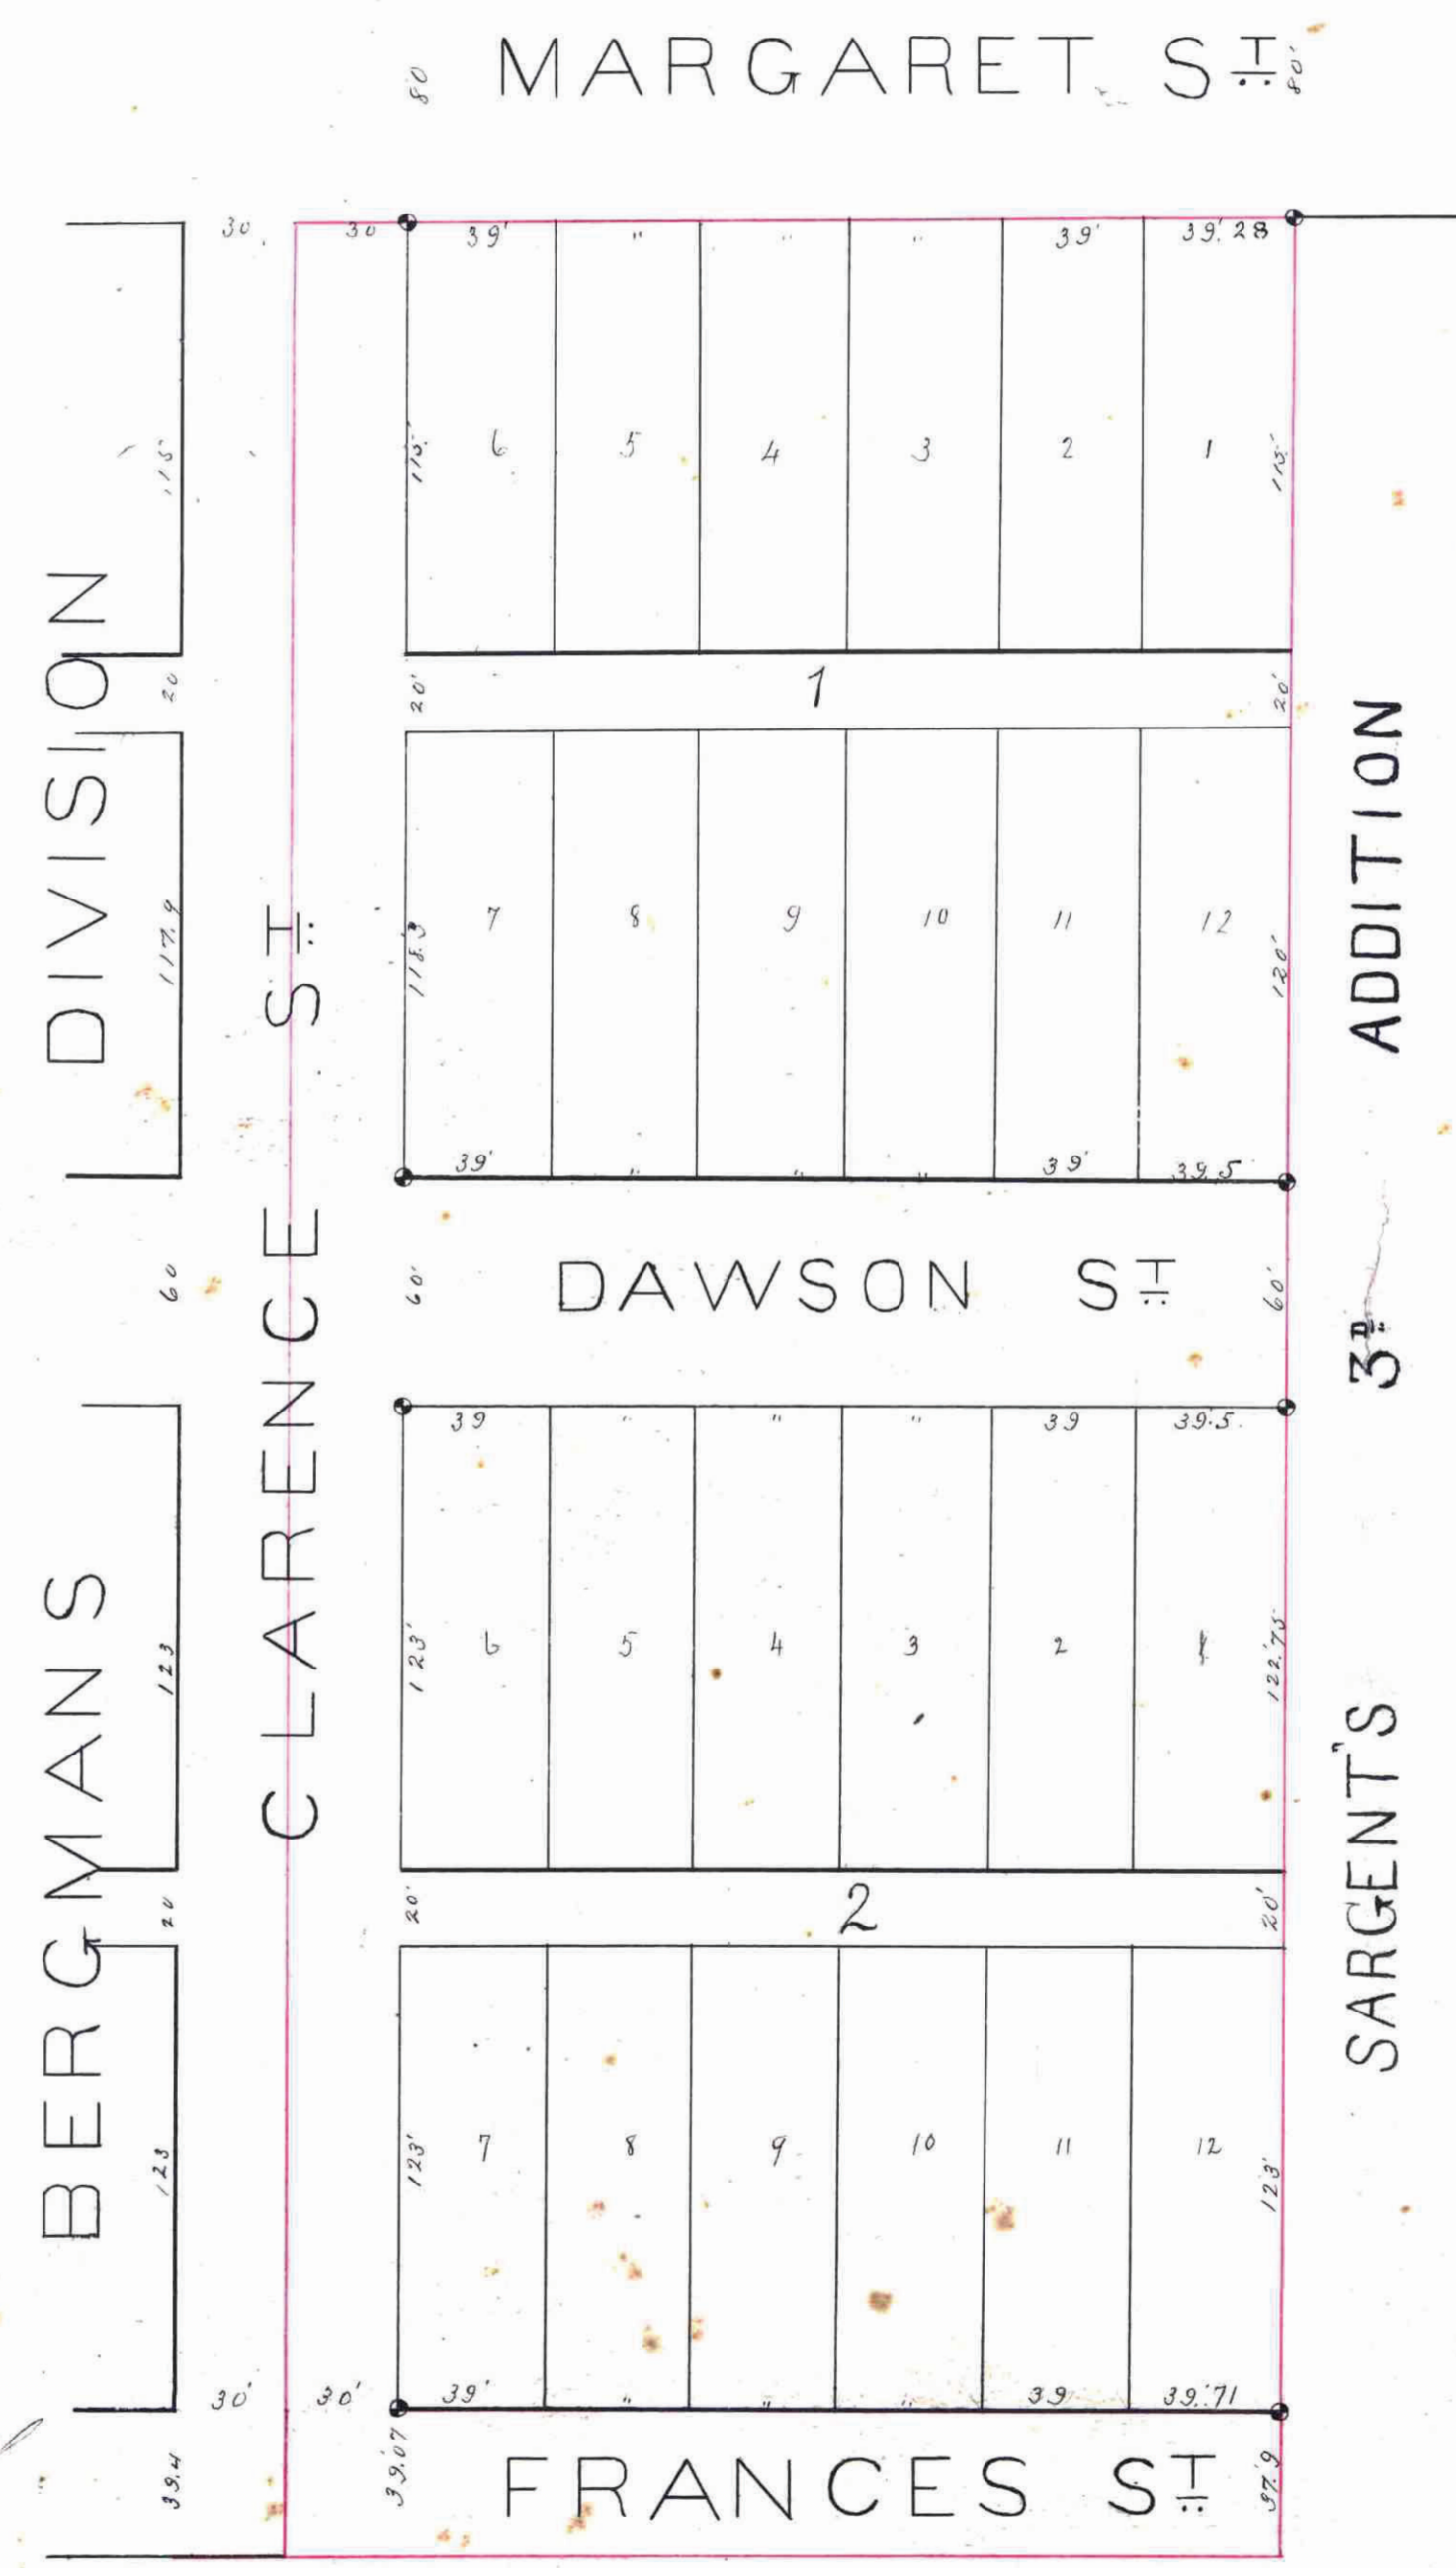 80 MARGARET ST 80'
30 30 39' " " " 39' 39.'28
115 115' 6 5 4 3 2 1 115'
20 20' 1 20'
117.9 118.'3 7 8 9 10 11 12 120'
39' " " " 39' 39.5
60 60' DAWSON ST 60'
39 " " " 39 39.5
123 123' 6 5 4 3 2 1 122.'75
20 20' 2 20'
123 123' 7 8 9 10 11 12 123'
30' 30' 39' " " " 39 39.'71
39.4 39.'07 FRANCES ST 37.'9
BERGMANS DIVISION
CLARENCE ST
SARGENT'S 3D ADDITION